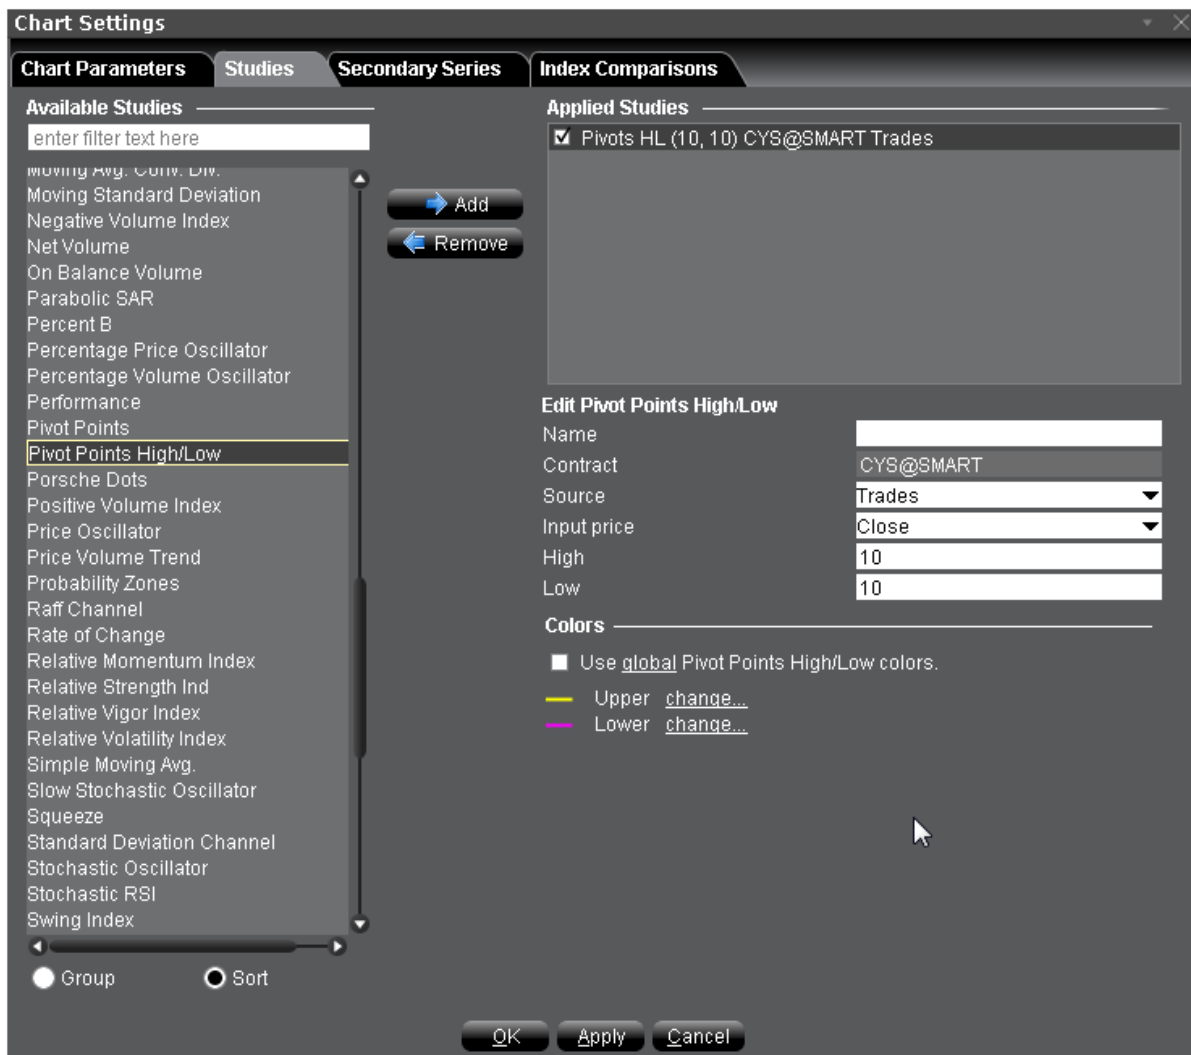 Chart Settings
Chart Parameters
Studies
Secondary Series
Index Comparisons
Available Studies
enter filter text here
Moving Avg. Conv. Div.
Moving Standard Deviation
Negative Volume Index
Net Volume
On Balance Volume
Parabolic SAR
Percent B
Percentage Price Oscillator
Percentage Volume Oscillator
Performance
Pivot Points
Pivot Points High/Low
Porsche Dots
Positive Volume Index
Price Oscillator
Price Volume Trend
Probability Zones
Raff Channel
Rate of Change
Relative Momentum Index
Relative Strength Ind
Relative Vigor Index
Relative Volatility Index
Simple Moving Avg.
Slow Stochastic Oscillator
Squeeze
Standard Deviation Channel
Stochastic Oscillator
Stochastic RSI
Swing Index
Group
Sort
Add
Remove
Applied Studies
Pivots HL (10, 10) CYS@SMART Trades
Edit Pivot Points High/Low
Name
Contract CYS@SMART
Source Trades
Input price Close
High 10
Low 10
Colors
Use global Pivot Points High/Low colors.
Upper change...
Lower change...
OK
Apply
Cancel